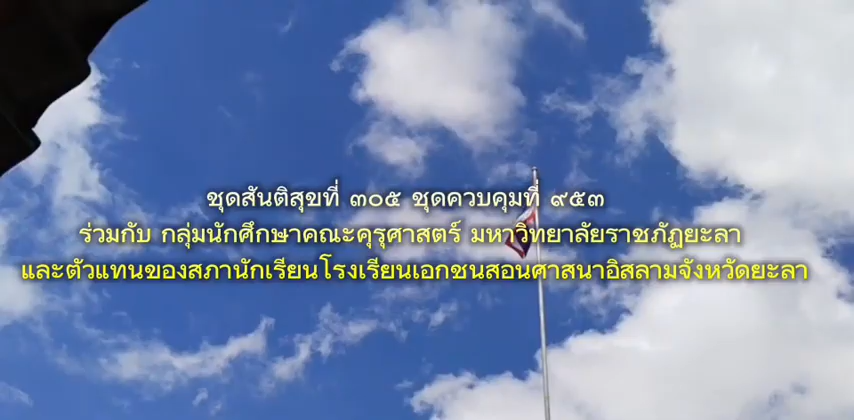 ชุดสันติสุขที่ ๓๐๕ ชุดควบคุมที่ ๙๕๓
ร่วมกับ กลุ่มนักศึกษาคณะคุรุศาสตร์ มหาวิทยาลัยราชภัฏยะลา
และตัวแทนของสภานักเรียนโรงเรียนเอกชนสอนศาสนาอิสลามจังหวัดยะลา